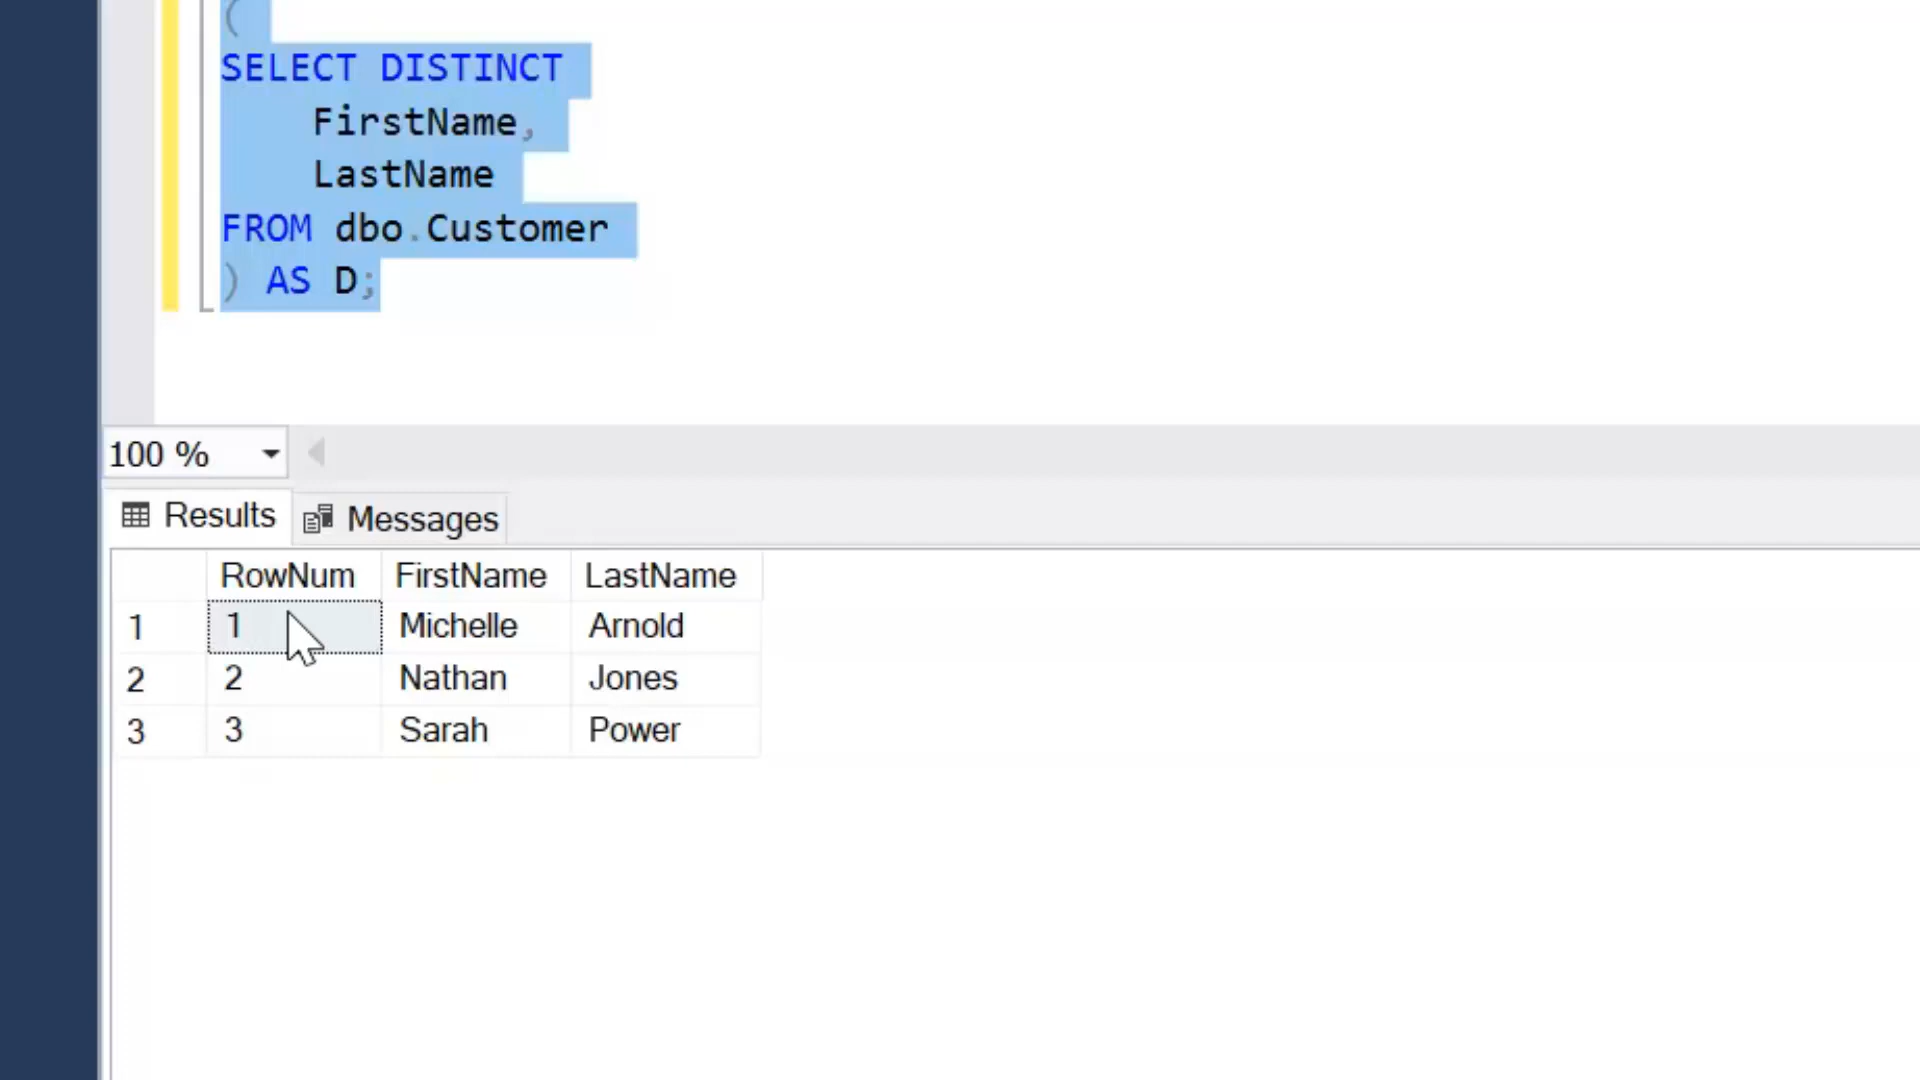 (
SELECT DISTINCT
FirstName,
LastName
FROM dbo.Customer
) AS D;
100 %
Results Messages
RowNum FirstName LastName
1 1 Michelle Arnold
2 2 Nathan Jones
3 3 Sarah Power